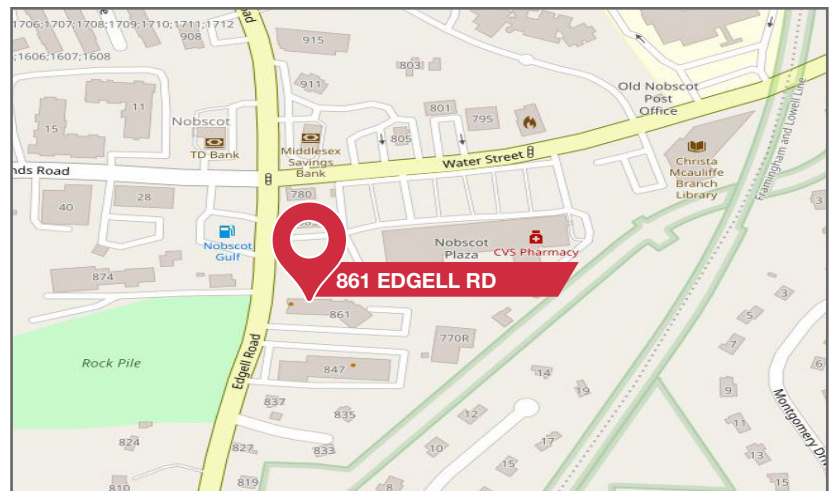 1706;1707;1708;1709;1710;1711;1712
908
;1606;1607;1608
915
803
911
Old Nobscot
Post
Office
11
15
Nobscot
TD Bank
Middlesex
Savings
Bank
801
795
805
Water Street
Christa
Mcauliffe
Branch
Library
Framingham and Lowell Line
nds Road
28
40
780
3
Nobscot
Gulf
Nobscot
Plaza
CVS Pharmacy
874
861 EDGELL RD
861
3
5
Rock Pile
Edgell Road
770R
7
6
847
14
19
9
837
835
12
11
Montgomery Dri
824
827
833
10
17
13
15
819
810
8
15